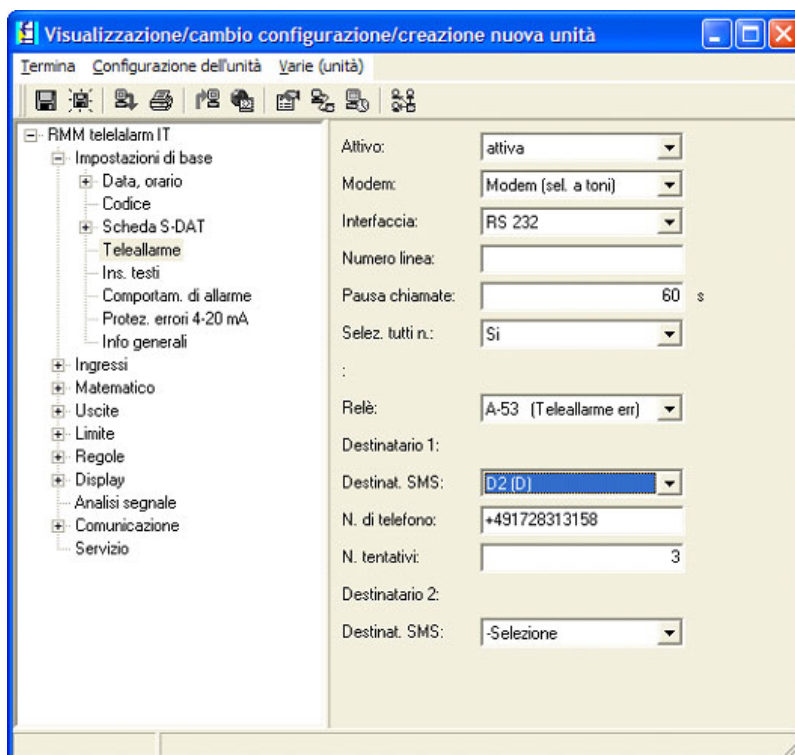 Visualizzazione/cambio configurazione/creazione nuova unità
Termina Configurazione dell'unità Varie (unità)
RMM telelalarm IT
Impostazioni di base
Data, orario
Codice
Scheda S-DAT
Teleallarme
Ins. testi
Comportam. di allarme
Protez. errori 4-20 mA
Info generali
Ingressi
Matematico
Uscite
Limite
Regole
Display
Analisi segnale
Comunicazione
Servizio
Attivo: attiva
Modem: Modem (sel. a toni)
Interfaccia: RS 232
Numero linea:
Pausa chiamate: 60 s
Selez. tutti n.: Si
:
Relè: A-53 (Teleallarme err)
Destinatario 1:
Destinat. SMS: D2 (D)
N. di telefono: +491728313158
N. tentativi: 3
Destinatario 2:
Destinat. SMS: -Selezione